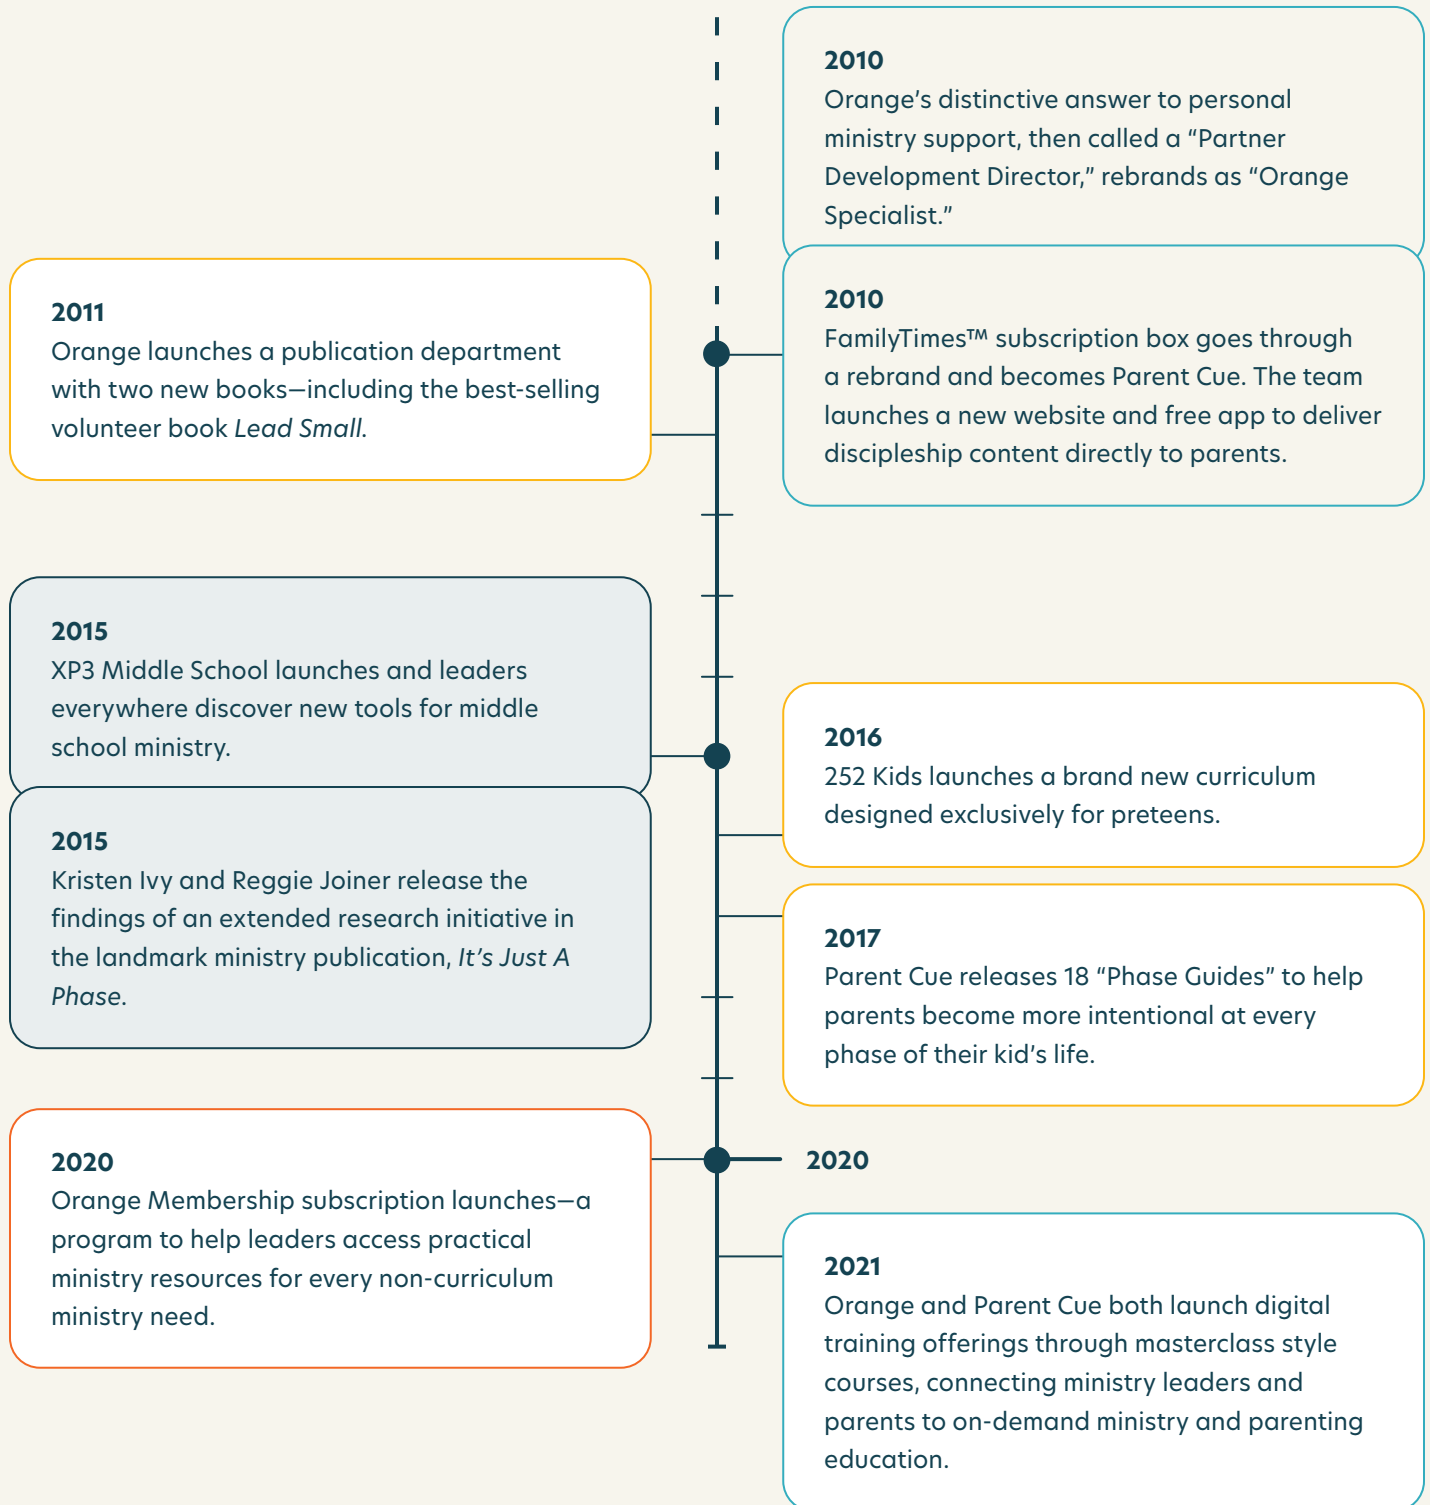 2010
Orange’s distinctive answer to personal
ministry support, then called a “Partner
Development Director,” rebrands as “Orange
Specialist.”
2010
FamilyTimes™ subscription box goes through
a rebrand and becomes Parent Cue. The team
launches a new website and free app to deliver
discipleship content directly to parents.
2011
Orange launches a publication department
with two new books—including the best-selling
volunteer book Lead Small.
2015
XP3 Middle School launches and leaders
everywhere discover new tools for middle
school ministry.
2015
Kristen Ivy and Reggie Joiner release the
findings of an extended research initiative in
the landmark ministry publication, It’s Just A
Phase.
2016
252 Kids launches a brand new curriculum
designed exclusively for preteens.
2017
Parent Cue releases 18 “Phase Guides” to help
parents become more intentional at every
phase of their kid’s life.
2020
Orange Membership subscription launches—a
program to help leaders access practical
ministry resources for every non-curriculum
ministry need.
2020
2021
Orange and Parent Cue both launch digital
training offerings through masterclass style
courses, connecting ministry leaders and
parents to on-demand ministry and parenting
education.